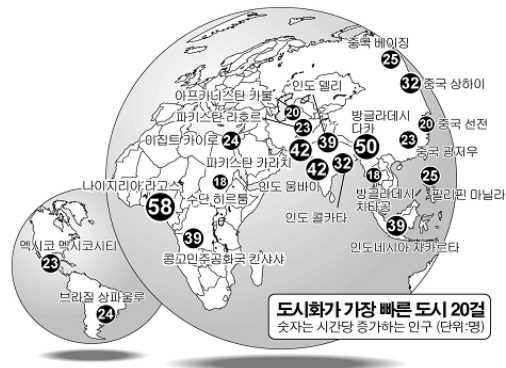 중국 베이징
25
32 중국 상하이
아프카니스탄 카불
인도 델리
20
파키스탄 라호르
23
방글라데시
다카
20 중국 선전
이집트 카이로 24
42
39
50
23
중국 광저우
파키스탄 카라치
42
32
나이지리아 라고스
18
인도 뭄바이
18
25
필리핀 마닐라
58
수단 히르툼
방글라데시
치타공
인도 콜카타
39
39
콩고민주공화국 킨샤샤
인도네시아 자카르타
멕시코 멕시코시티
23
브라질 상파울루
24
도시화가 가장 빠른 도시 20걸
숫자는 시간당 증가하는 인구 (단위:명)